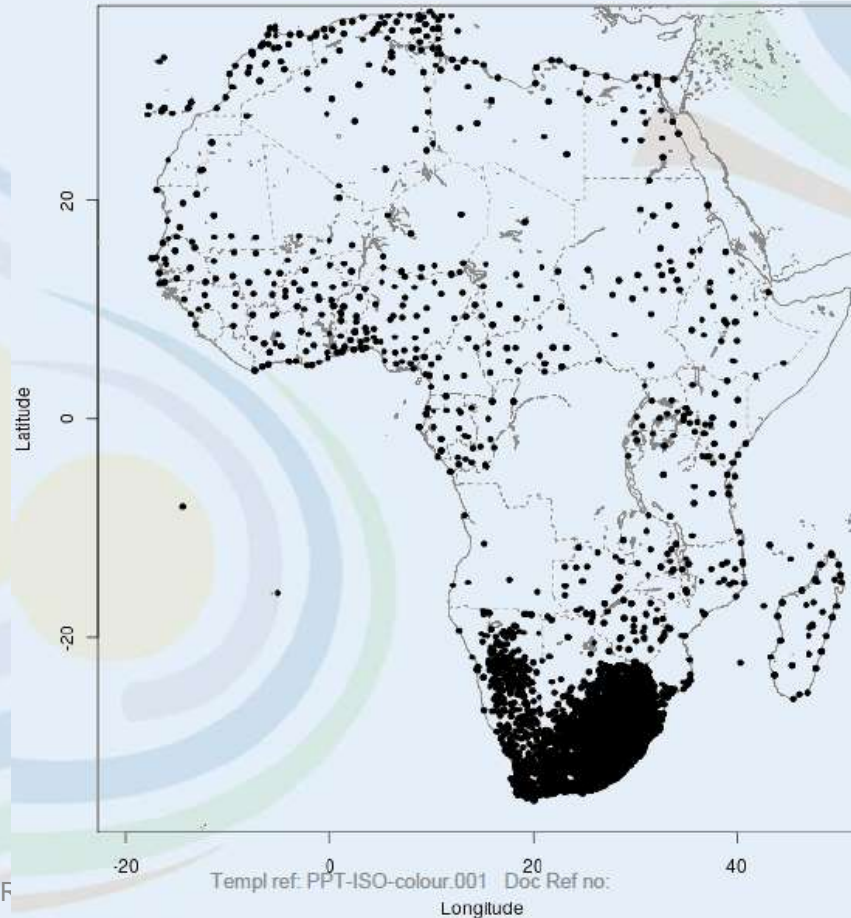 20
0
-20
Latitude
-20 0 20 40
R
Templ ref: PPT-ISO-colour.001 Doc Ref no:
Longitude